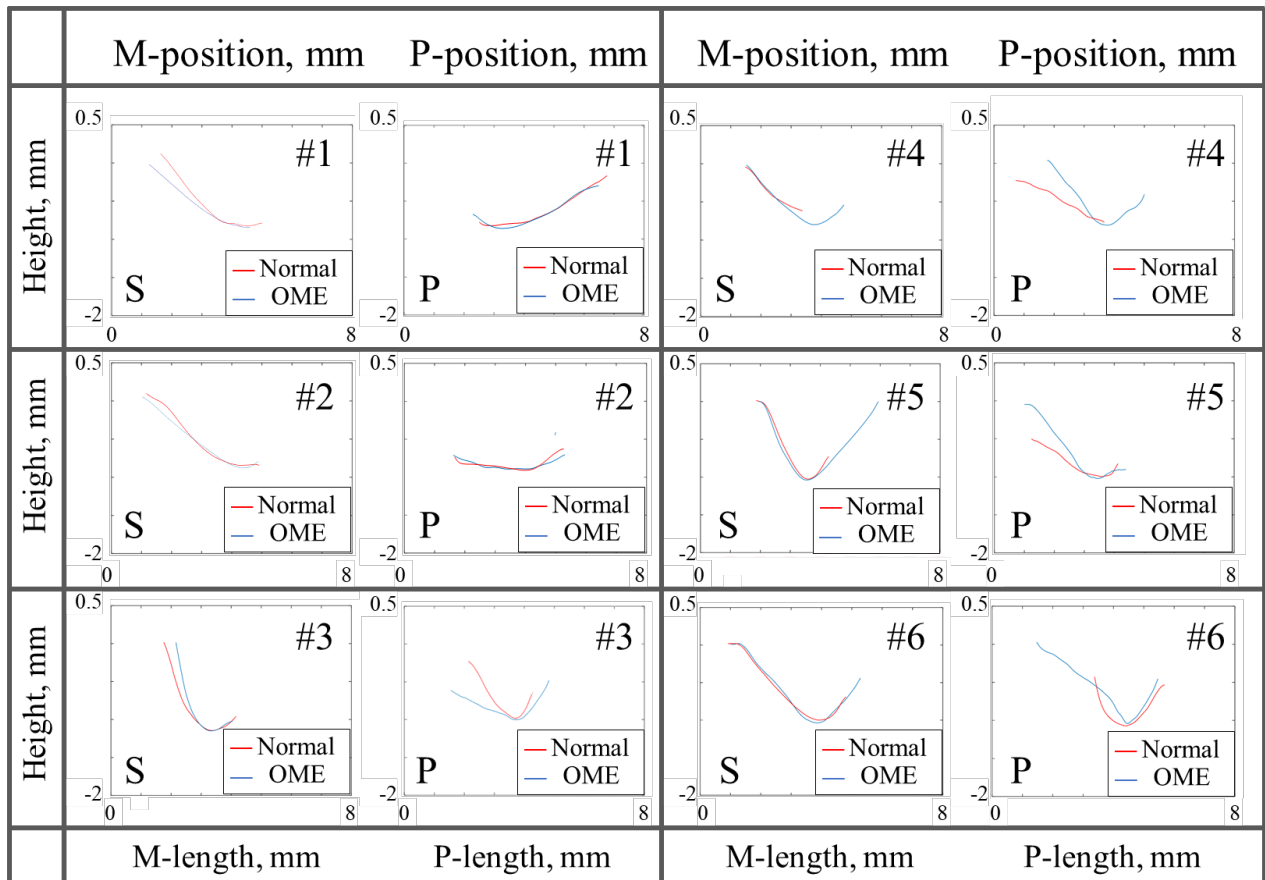 M-position, mm P-position, mm M-position, mm P-position, mm
Height, mm
0.5 #1 Normal OME S -2 0 8
0.5 #1 Normal OME P -2 0 8
0.5 #4 Normal OME S -2 0 8
0.5 #4 Normal OME P -2 0 8
Height, mm
0.5 #2 Normal OME S -2 0 8
0.5 #2 Normal OME P -2 0 8
0.5 #5 Normal OME S -2 0 8
0.5 #5 Normal OME P -2 0 8
Height, mm
0.5 #3 Normal OME S -2 0 8
0.5 #3 Normal OME P -2 0 8
0.5 #6 Normal OME S -2 0 8
0.5 #6 Normal OME P -2 0 8
M-length, mm P-length, mm M-length, mm P-length, mm